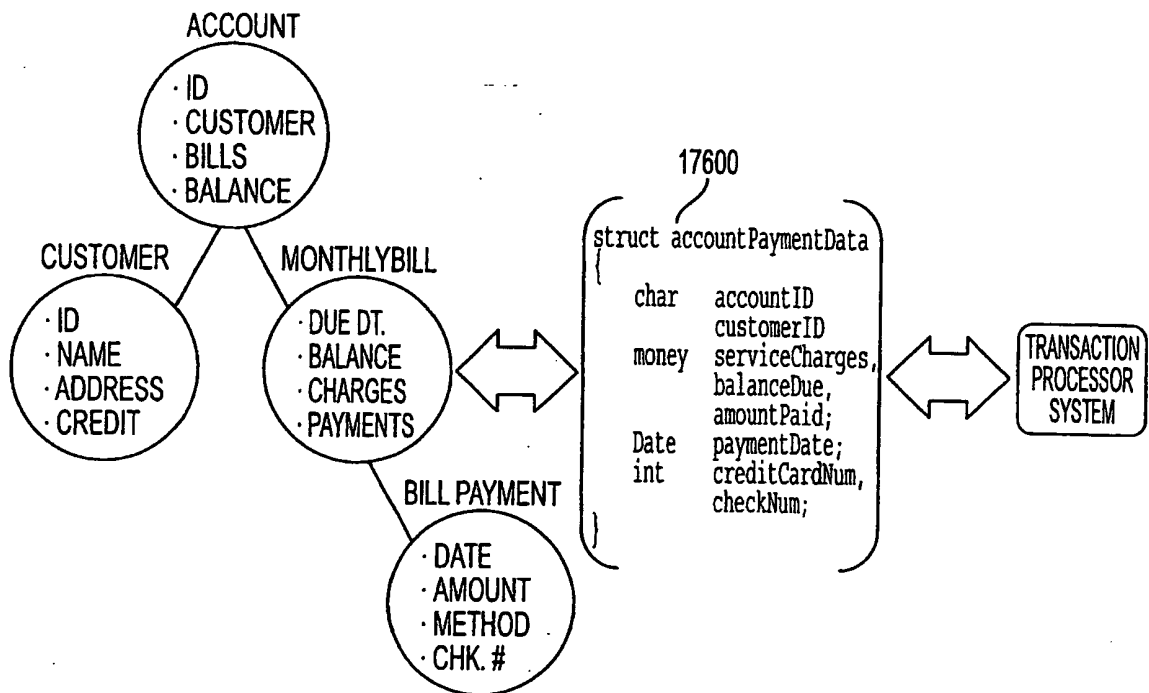 ACCOUNT
· ID
· CUSTOMER
· BILLS
· BALANCE
CUSTOMER
· ID
· NAME
· ADDRESS
· CREDIT
MONTHLYBILL
· DUE DT.
· BALANCE
· CHARGES
· PAYMENTS
BILL PAYMENT
· DATE
· AMOUNT
· METHOD
· CHK. #
17600
struct accountPaymentData
{
char accountID
customerID
money serviceCharges,
balanceDue,
amountPaid;
Date paymentDate;
int creditCardNum,
checkNum;
}
TRANSACTION
PROCESSOR
SYSTEM